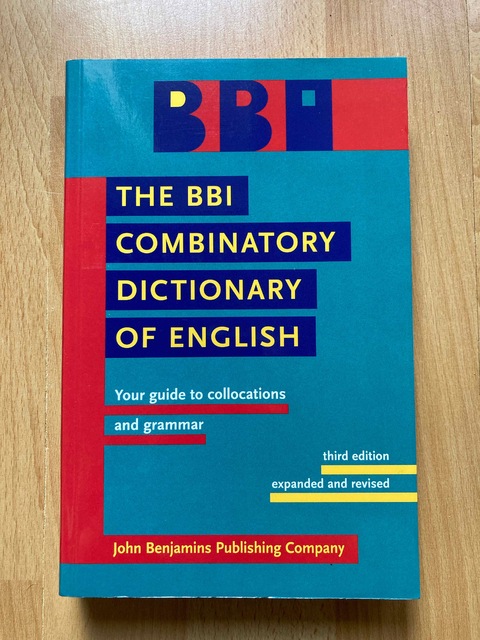 BBI
THE BBI
COMBINATORY
DICTIONARY
OF ENGLISH
Your guide to collocations
and grammar
third edition
expanded and revised
John Benjamins Publishing Company